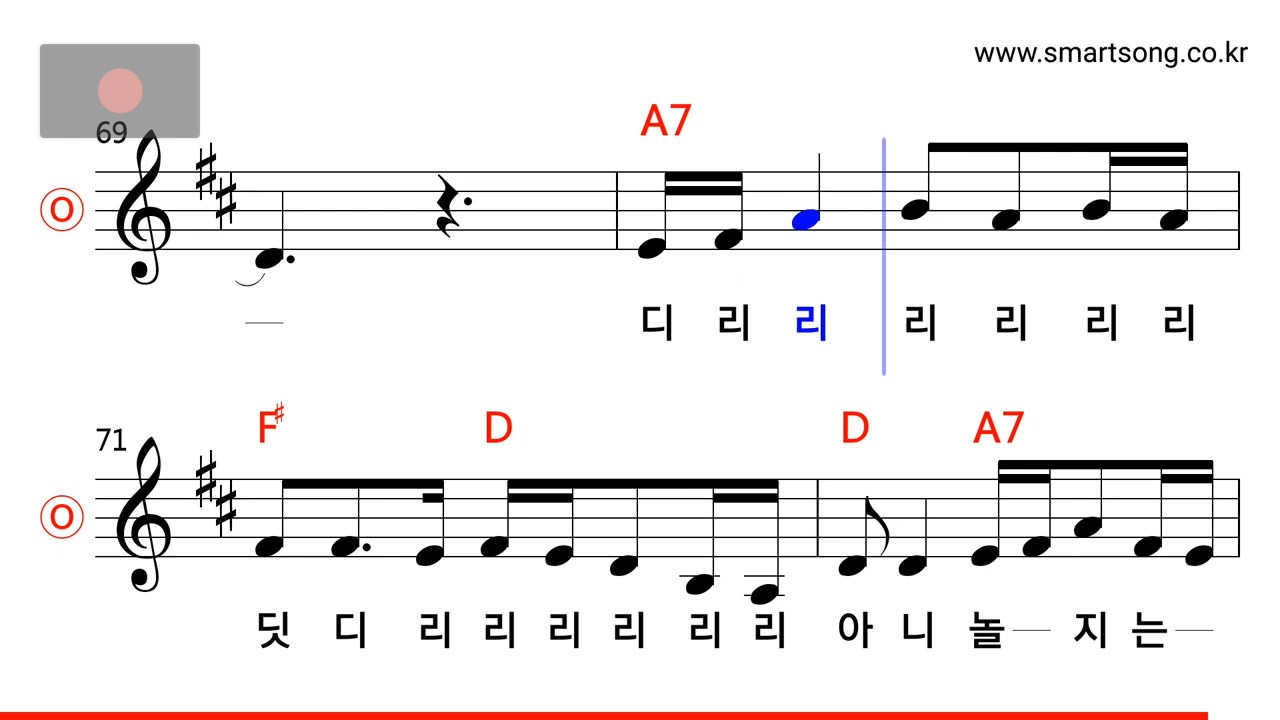 www.smartsong.co.kr
69
A7
O
디 리 리 리 리 리 리
71
F♯ D D A7
O
딧 디 리 리 리 리 리 리 아 니 놀 지 는